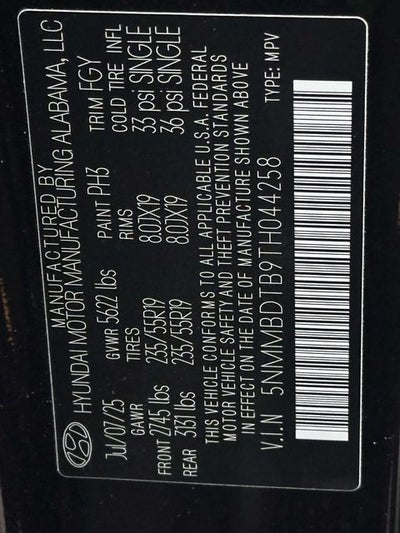 MANUFACTURED BY
HYUNDAI MOTOR MANUFACTURING ALABAMA, LLC
Jul/07/25 GVWR 5622 lbs PAINT PH3 TRIM FGY
GAWR TIRES RIMS COLD TIRE INFL
FRONT 2745 lbs 235/55R19 8.0JX19 33 psi SINGLE
REAR 3131 lbs 235/55R19 8.0JX19 36 psi SINGLE
THIS VEHICLE CONFORMS TO ALL APPLICABLE U.S.A. FEDERAL
MOTOR VEHICLE SAFETY AND THEFT PREVENTION STANDARDS
IN EFFECT ON THE DATE OF MANUFACTURE SHOWN ABOVE
V.I.N 5NMMBDTB9TH044258 TYPE: MPV